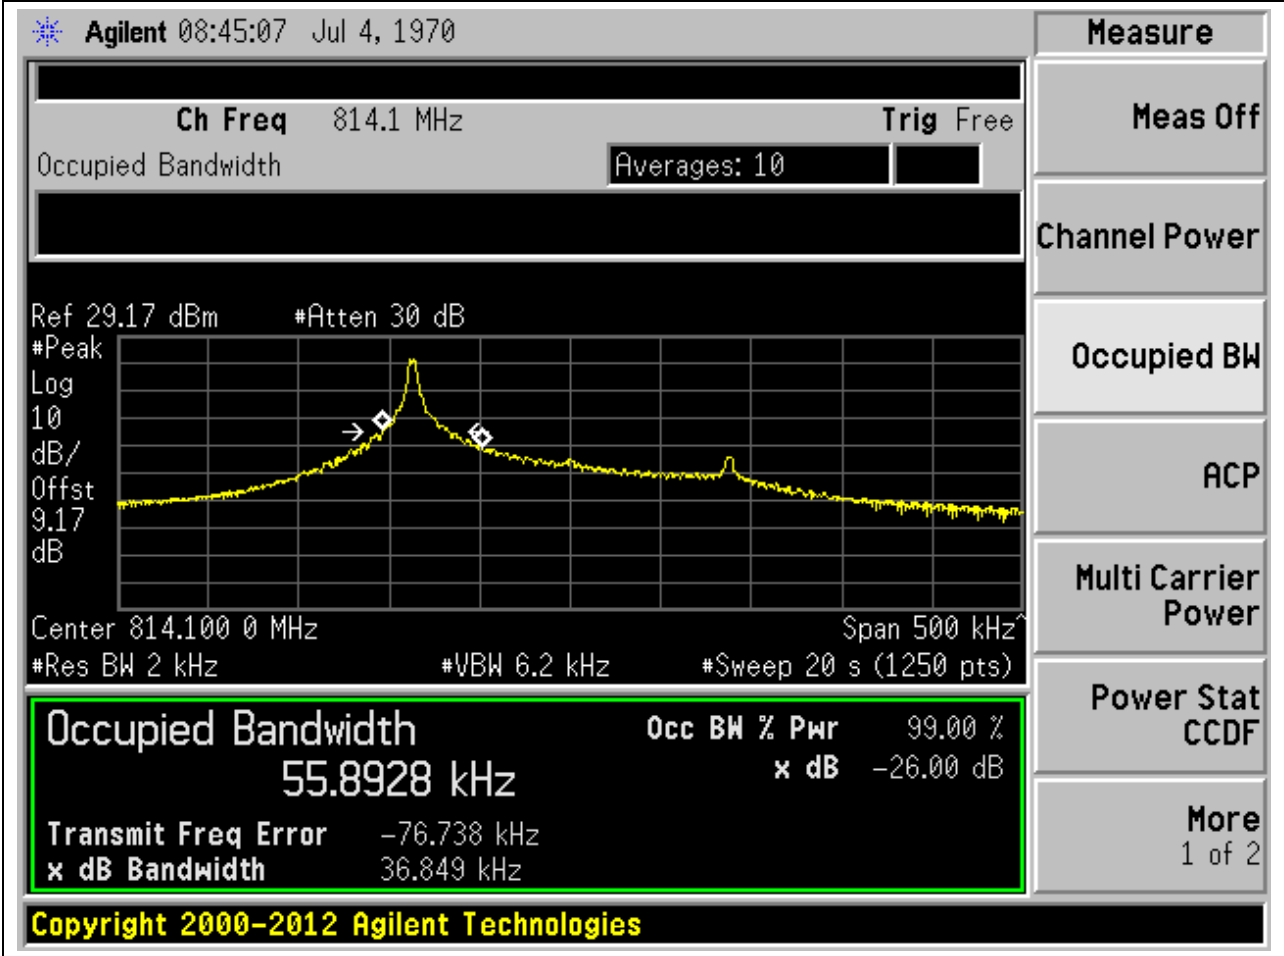 Agilent 08:45:07 Jul 4, 1970
Measure
Ch Freq 814.1 MHz Trig Free
Occupied Bandwidth Averages: 10
Ref 29.17 dBm #Atten 30 dB
#Peak
Log
10
dB/
Offst
9.17
dB
Center 814.100 0 MHz Span 500 kHz^
#Res BW 2 kHz #VBW 6.2 kHz #Sweep 20 s (1250 pts)
Occupied Bandwidth Occ BW % Pwr 99.00 %
55.8928 kHz x dB -26.00 dB
Transmit Freq Error -76.738 kHz
x dB Bandwidth 36.849 kHz
Meas Off
Channel Power
Occupied BW
ACP
Multi Carrier
Power
Power Stat
CCDF
More
1 of 2
Copyright 2000-2012 Agilent Technologies